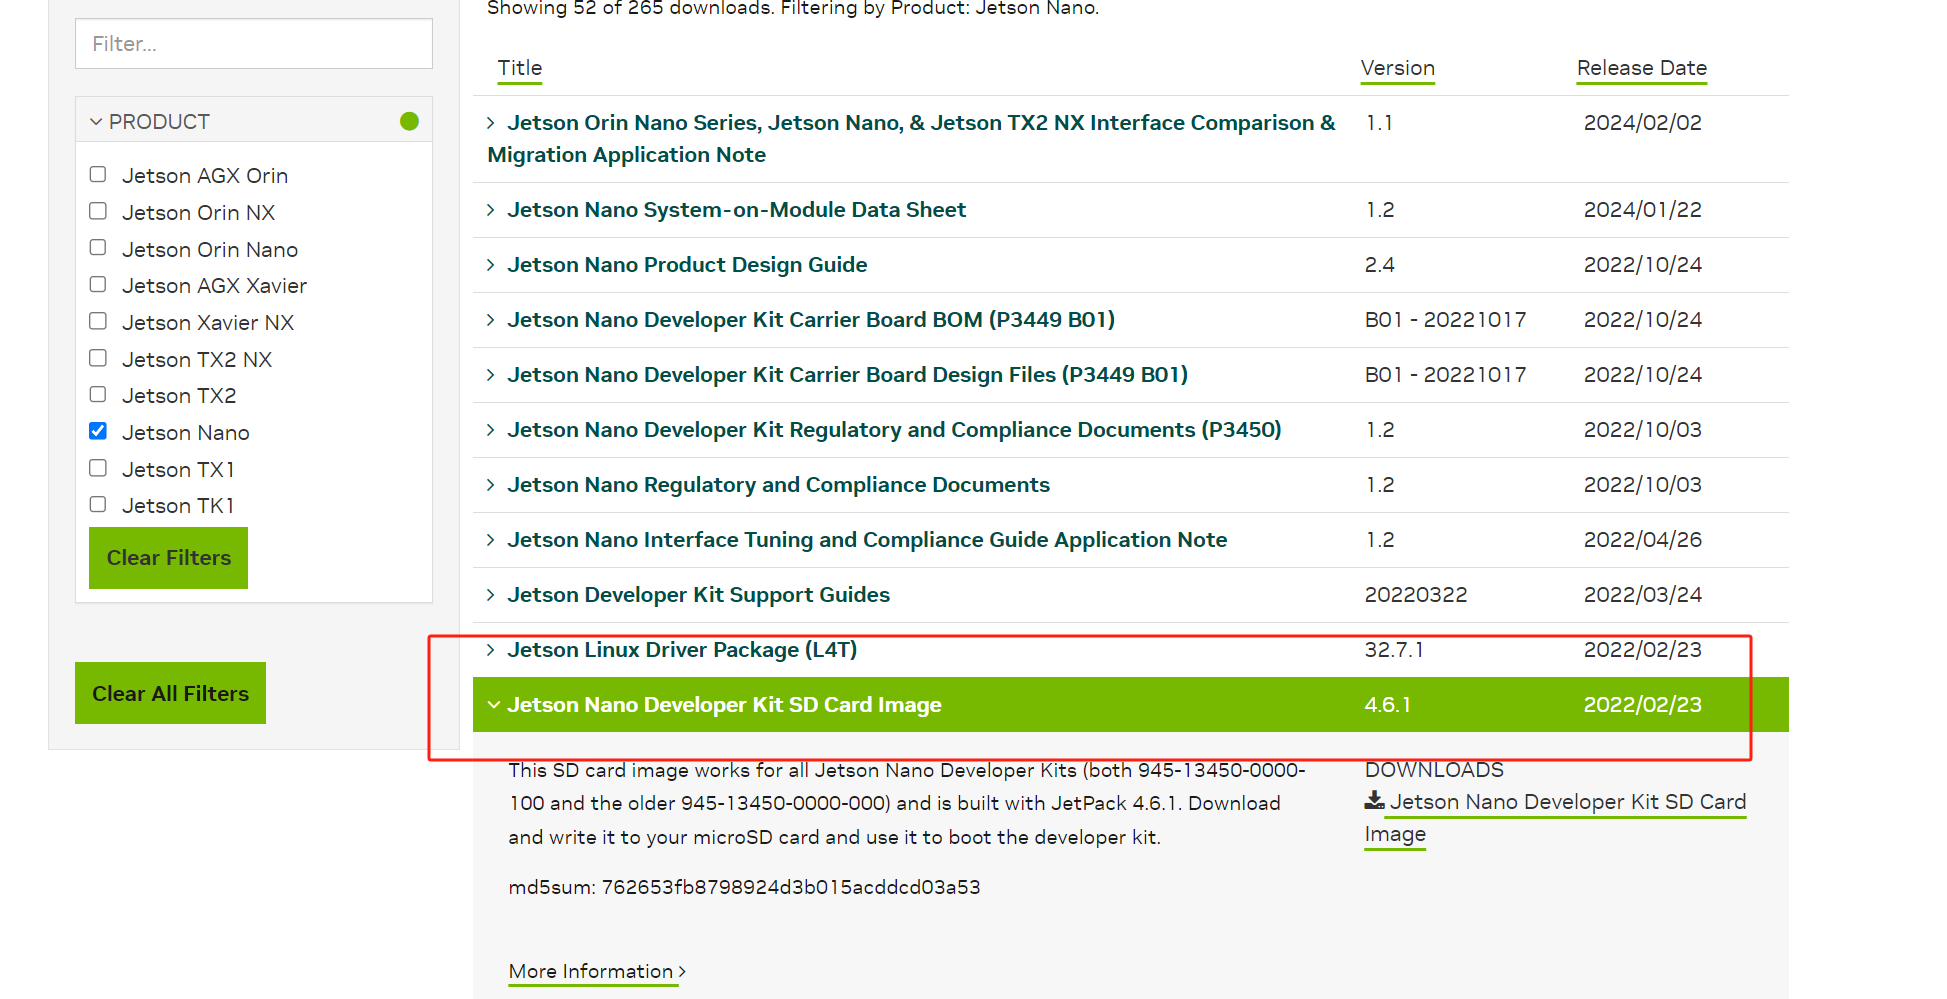 Showing 52 of 265 downloads. Filtering by Product: Jetson Nano.
Filter...
PRODUCT
Jetson AGX Orin
Jetson Orin NX
Jetson Orin Nano
Jetson AGX Xavier
Jetson Xavier NX
Jetson TX2 NX
Jetson TX2
Jetson Nano
Jetson TX1
Jetson TK1
Clear Filters
Clear All Filters
Title Version Release Date
Jetson Orin Nano Series, Jetson Nano, & Jetson TX2 NX Interface Comparison & 1.1 2024/02/02
Migration Application Note
Jetson Nano System-on-Module Data Sheet 1.2 2024/01/22
Jetson Nano Product Design Guide 2.4 2022/10/24
Jetson Nano Developer Kit Carrier Board BOM (P3449 B01) B01 - 20221017 2022/10/24
Jetson Nano Developer Kit Carrier Board Design Files (P3449 B01) B01 - 20221017 2022/10/24
Jetson Nano Developer Kit Regulatory and Compliance Documents (P3450) 1.2 2022/10/03
Jetson Nano Regulatory and Compliance Documents 1.2 2022/10/03
Jetson Nano Interface Tuning and Compliance Guide Application Note 1.2 2022/04/26
Jetson Developer Kit Support Guides 20220322 2022/03/24
Jetson Linux Driver Package (L4T) 32.7.1 2022/02/23
Jetson Nano Developer Kit SD Card Image 4.6.1 2022/02/23
This SD card image works for all Jetson Nano Developer Kits (both 945-13450-0000-
100 and the older 945-13450-0000-000) and is built with JetPack 4.6.1. Download
and write it to your microSD card and use it to boot the developer kit.
md5sum: 762653fb8798924d3b015acddcd03a53
More Information
DOWNLOADS
Jetson Nano Developer Kit SD Card
Image